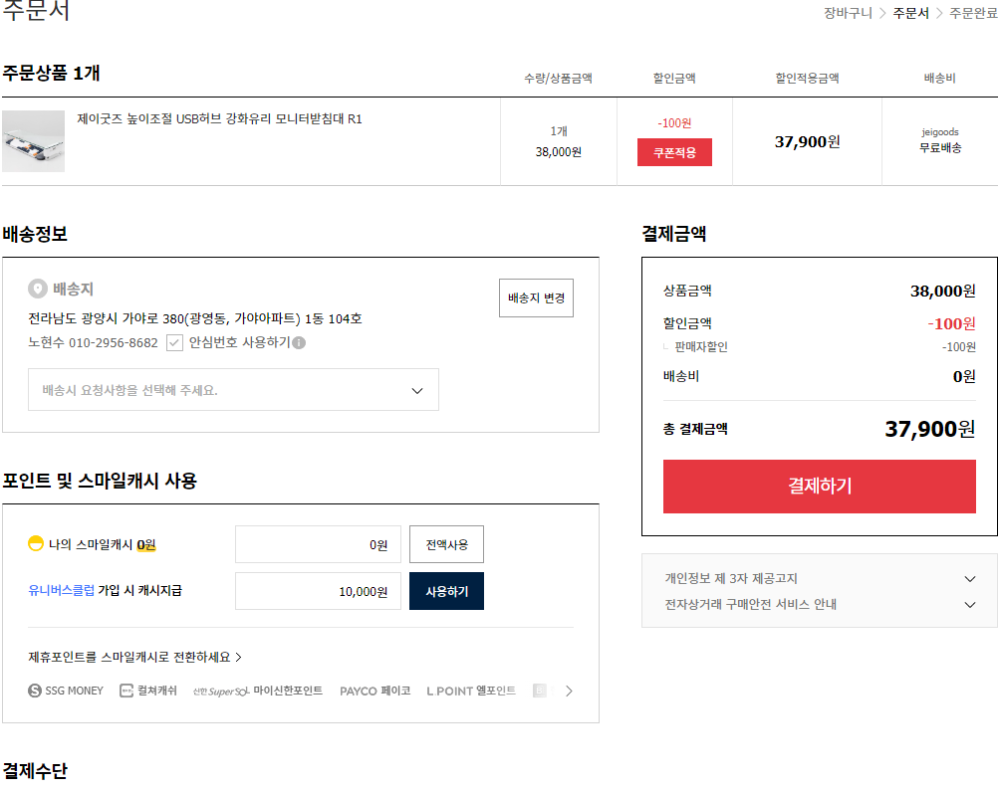 주문서
장바구니 > 주문서 > 주문완료
주문상품 1개 수량/상품금액 할인금액 할인적용금액 배송비
제이굿즈 높이조절 USB허브 강화유리 모니터받침대 R1
1개
38,000원
-100원
쿠폰적용
37,900원
jeigoods
무료배송
배송정보
배송지
배송지 변경
전라남도 광양시 가야로 380(광영동, 가야아파트) 1동 104호
노현수 010-2956-8682 안심번호 사용하기
배송시 요청사항을 선택해 주세요.
포인트 및 스마일캐시 사용
나의 스마일캐시 0원 0원 전액사용
유니버스클럽 가입 시 캐시지급 10,000원 사용하기
제휴포인트를 스마일캐시로 전환하세요 >
SSG MONEY 컬쳐캐쉬 신한SuperSOL 마이신한포인트 PAYCO 페이코 L.POINT 엘포인트
결제수단
결제금액
상품금액 38,000원
할인금액 -100원
판매자할인 -100원
배송비 0원
총 결제금액 37,900원
결제하기
개인정보 제 3자 제공고지
전자상거래 구매안전 서비스 안내